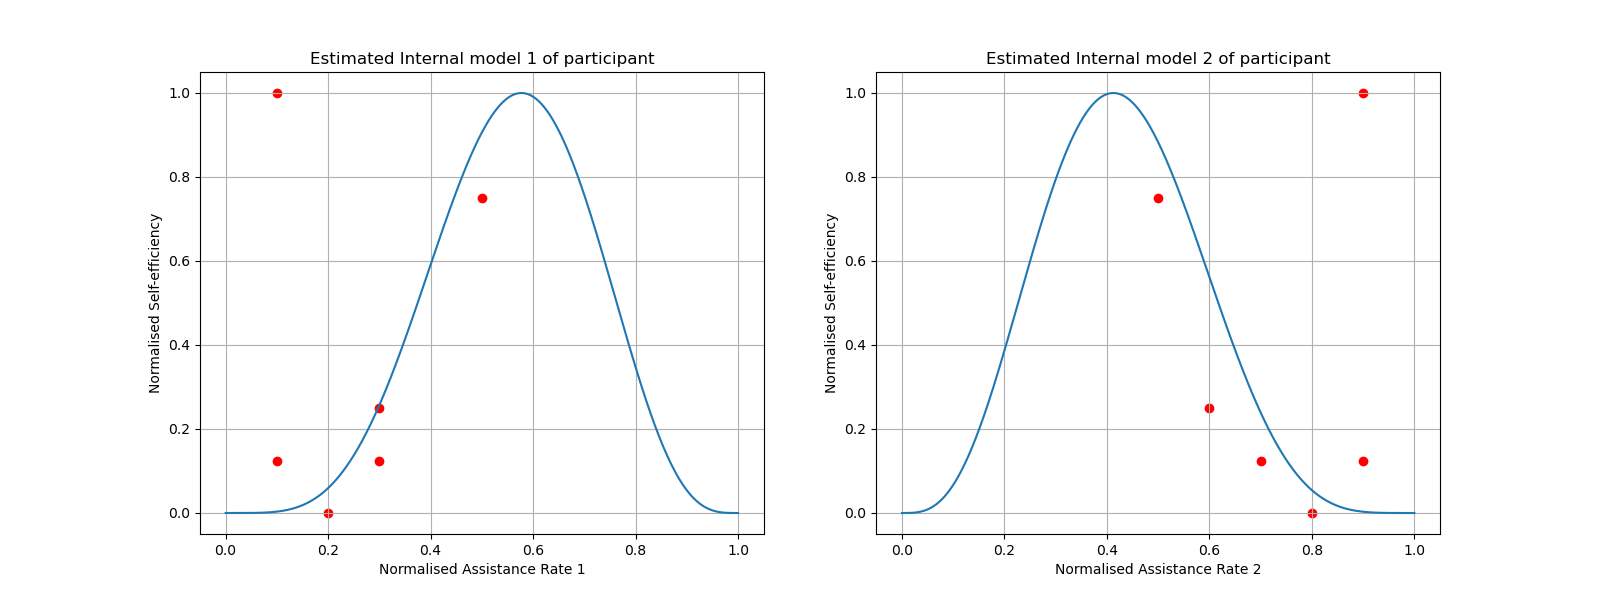 Estimated Internal model 1 of participant
Normalised Self-efficiency
1.0
0.8
0.6
0.4
0.2
0.0
0.0 0.2 0.4 0.6 0.8 1.0
Normalised Assistance Rate 1
Estimated Internal model 2 of participant
Normalised Self-efficiency
1.0
0.8
0.6
0.4
0.2
0.0
0.0 0.2 0.4 0.6 0.8 1.0
Normalised Assistance Rate 2